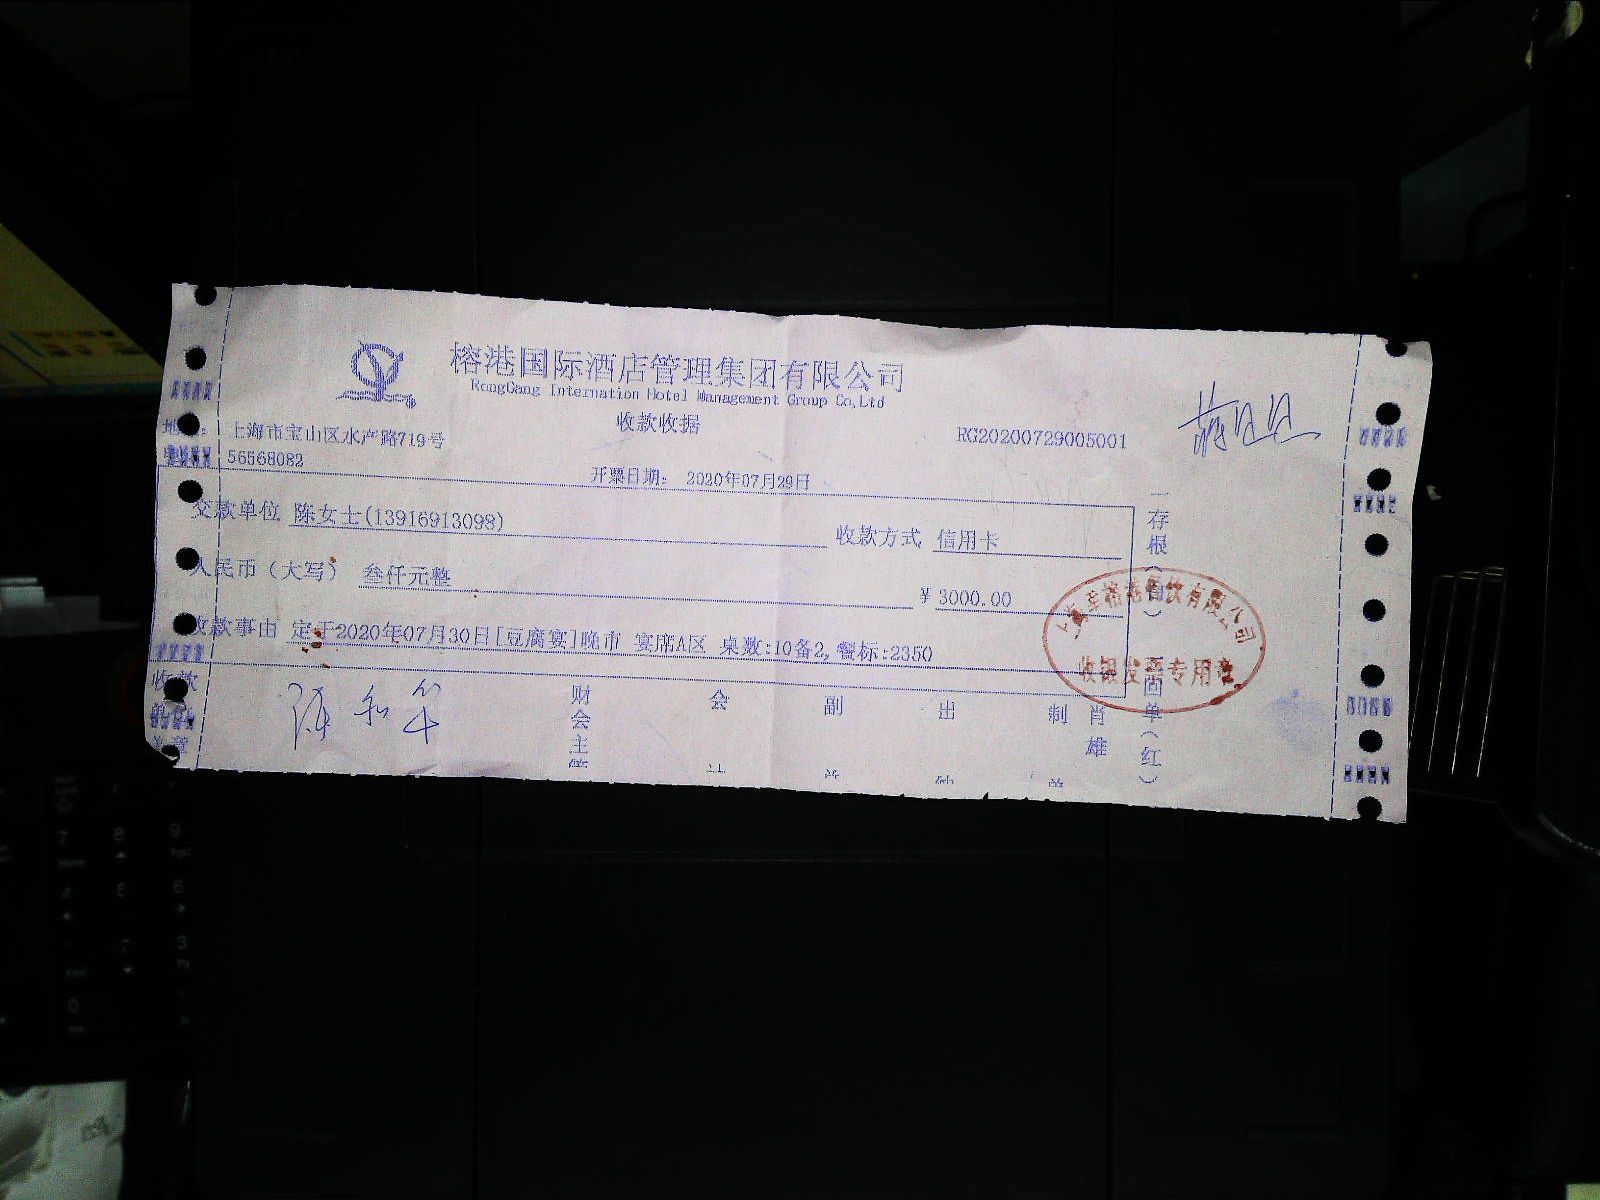 榕港国际酒店管理集团有限公司
RongGang Internation Hotel Management Group Co,Ltd
收款收据
RG20200729005001
上海市宝山区水产路719号
56568082
开票日期： 2020年07月29日
交款单位 陈女士(13916913098) 收款方式 信用卡
人民币（大写） 叁仟元整 ¥ 3000.00
收款事由 定于2020年07月30日[豆腐宴]晚市 宴席A区 桌数:10备2,餐标:2350
一存根
回单(红)
收银发票专用章
收款
财会主管 会 副 出 制 肖雄